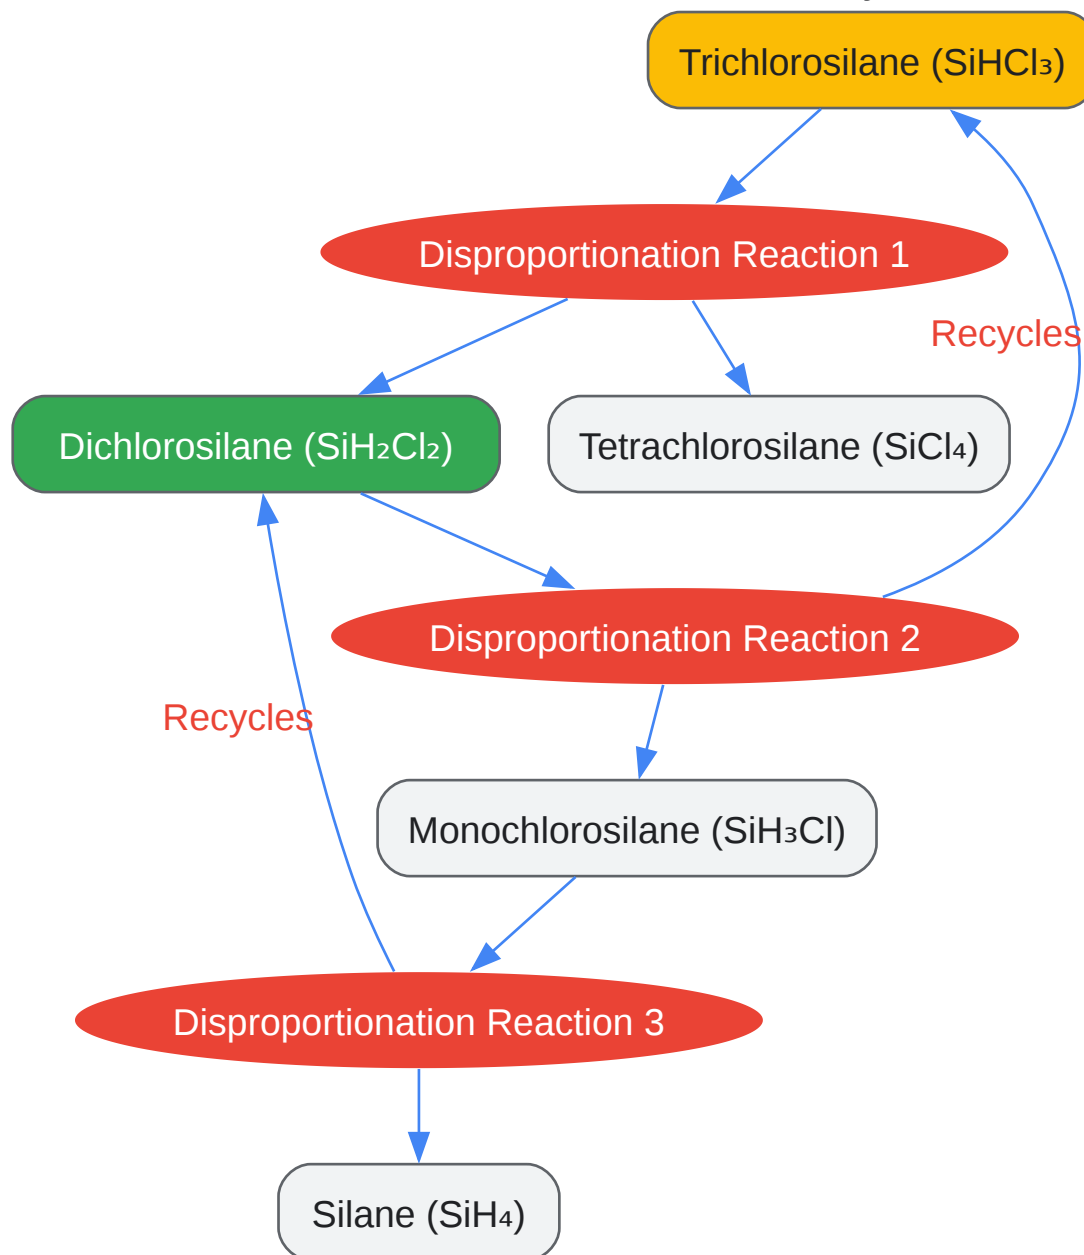 Trichlorosilane (SiHCl₃)
Disproportionation Reaction 1
Recycles
Dichlorosilane (SiH₂Cl₂)
Tetrachlorosilane (SiCl₄)
Disproportionation Reaction 2
Recycles
Monochlorosilane (SiH₃Cl)
Disproportionation Reaction 3
Silane (SiH₄)